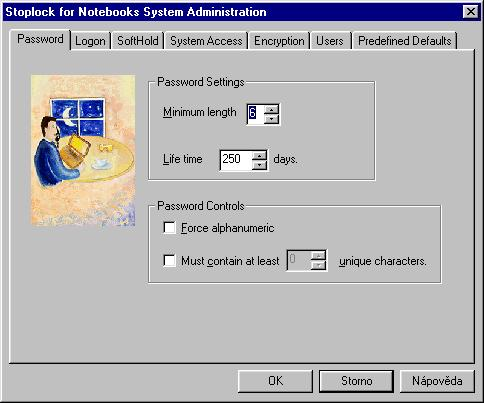 Stoplock for Notebooks System Administration
Password Logon SoftHold System Access Encryption Users Predefined Defaults
Password Settings
Minimum length 6
Life time 250 days.
Password Controls
Force alphanumeric
Must contain at least 0 unique characters.
OK Storno Nápověda